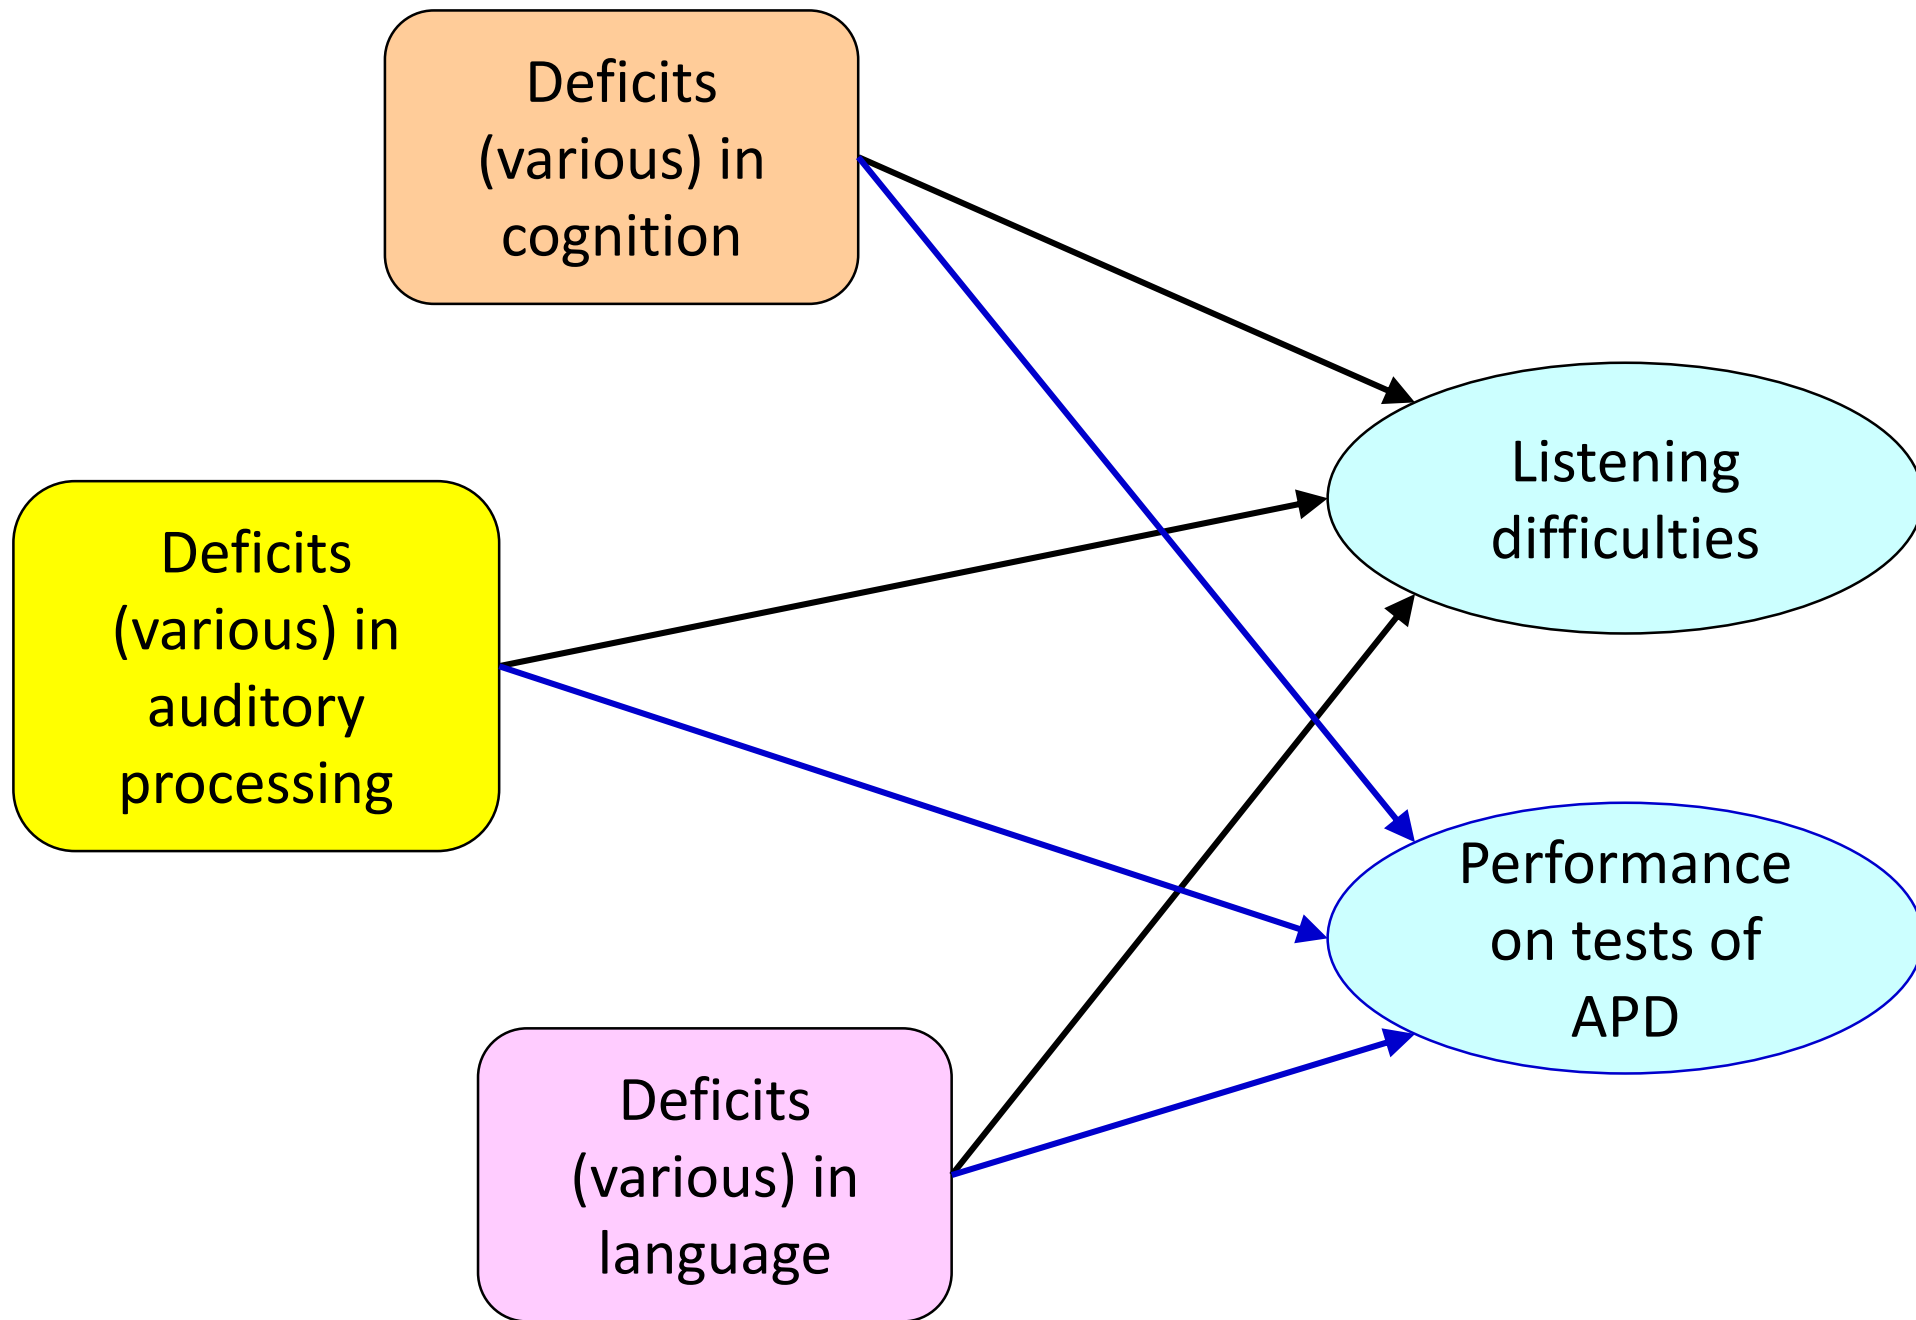 Deficits
(various) in
cognition
Listening
difficulties
Deficits
(various) in
auditory
processing
Performance
on tests of
APD
Deficits
(various) in
language